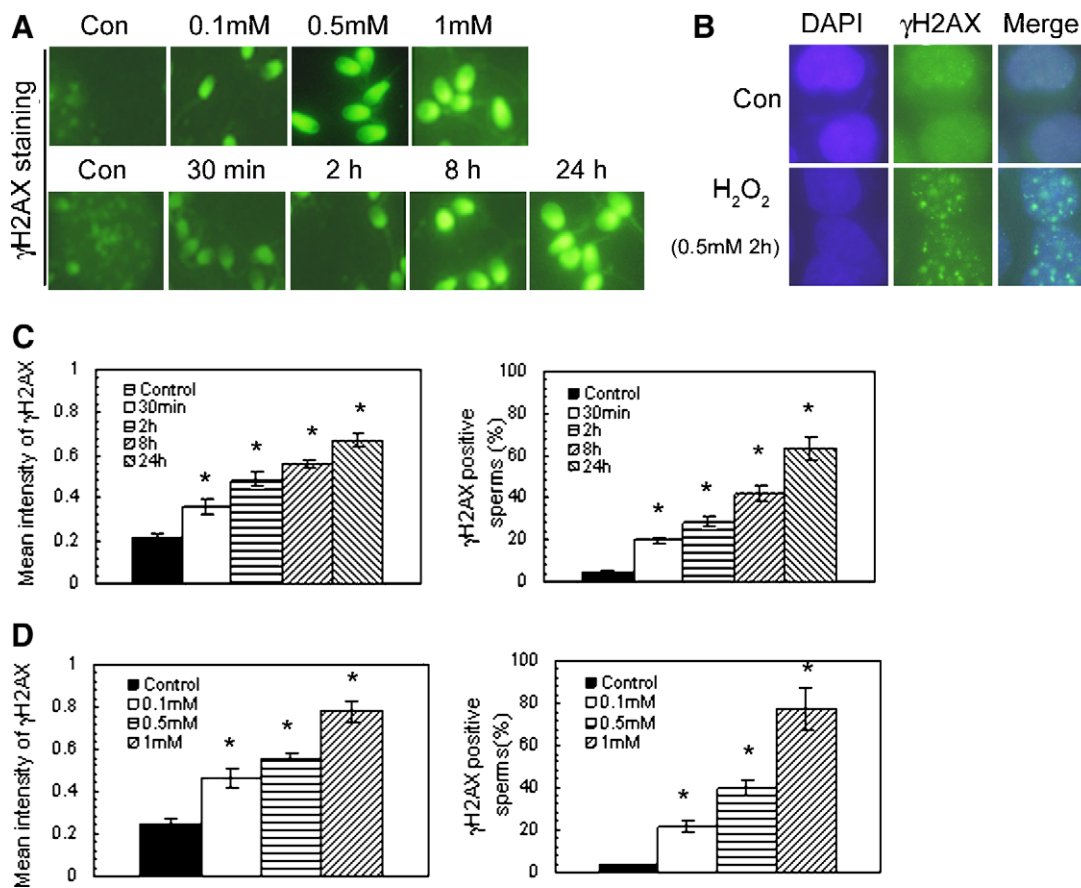 A
Con 0.1mM 0.5mM 1mM
γH2AX staining
Con 30 min 2 h 8 h 24 h
B
DAPI γH2AX Merge
Con
H₂O₂
(0.5mM 2h)
C
Mean intensity of γH2AX
1
0.8
0.6
0.4
0.2
0
Control
30min
2h
8h
24h
* * * *
γH2AX positive
sperms (%)
100
80
60
40
20
0
Control
30min
2h
8h
24h
* * * *
D
Mean intensity of γH2AX
1
0.8
0.6
0.4
0.2
0
Control
0.1mM
0.5mM
1mM
* * *
γH2AX positive
sperms(%)
100
80
60
40
20
0
Control
0.1mM
0.5mM
1mM
* * *